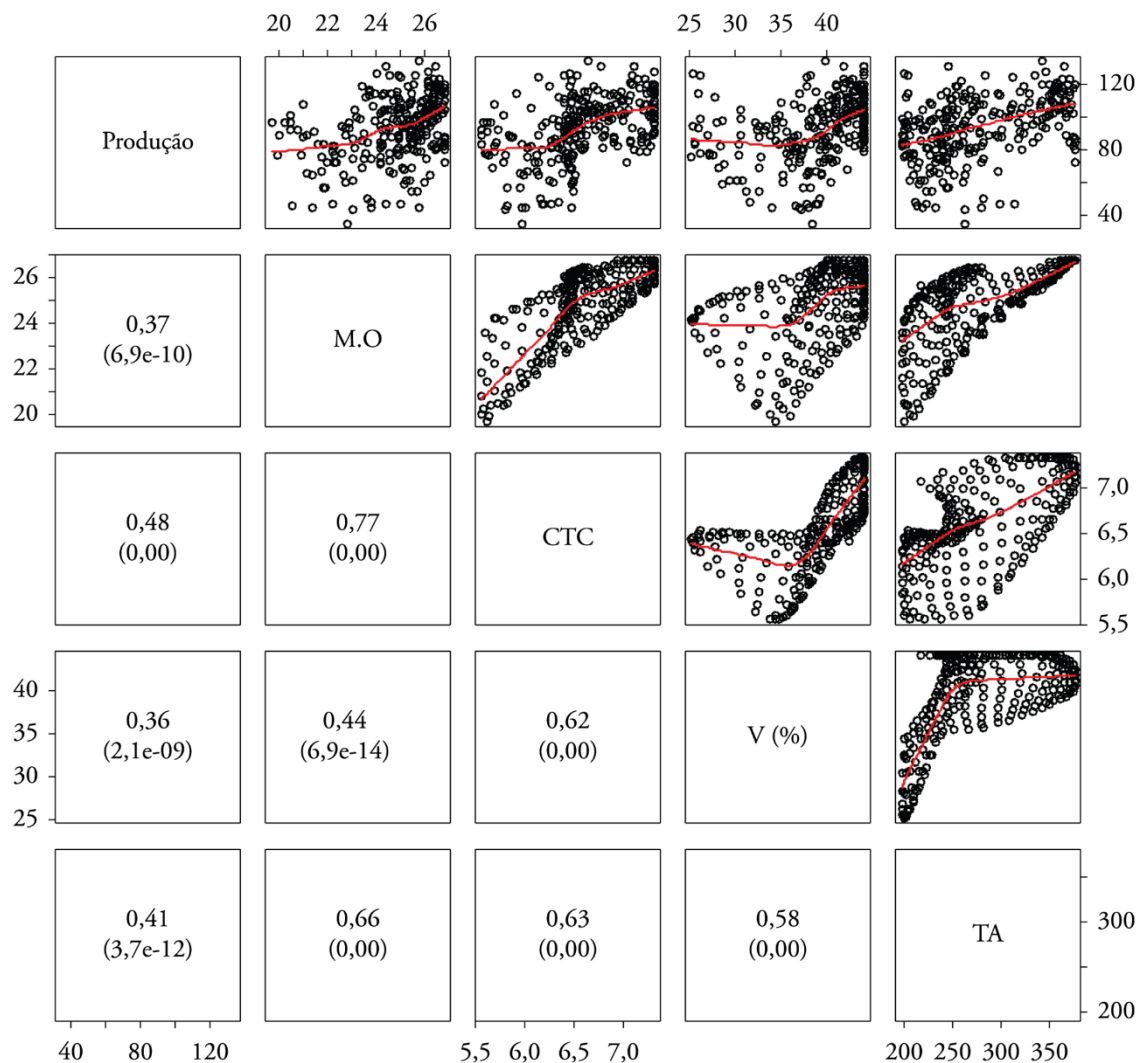 20 22 24 26
25 30 35 40
Produção
120
80
40
26
24
22
20
0,37
(6,9e-10)
M.O
0,48
(0,00)
0,77
(0,00)
CTC
7,0
6,5
6,0
5,5
40
35
30
25
0,36
(2,1e-09)
0,44
(6,9e-14)
0,62
(0,00)
V (%)
0,41
(3,7e-12)
0,66
(0,00)
0,63
(0,00)
0,58
(0,00)
TA
300
200
40 80 120
5,5 6,0 6,5 7,0
200 250 350